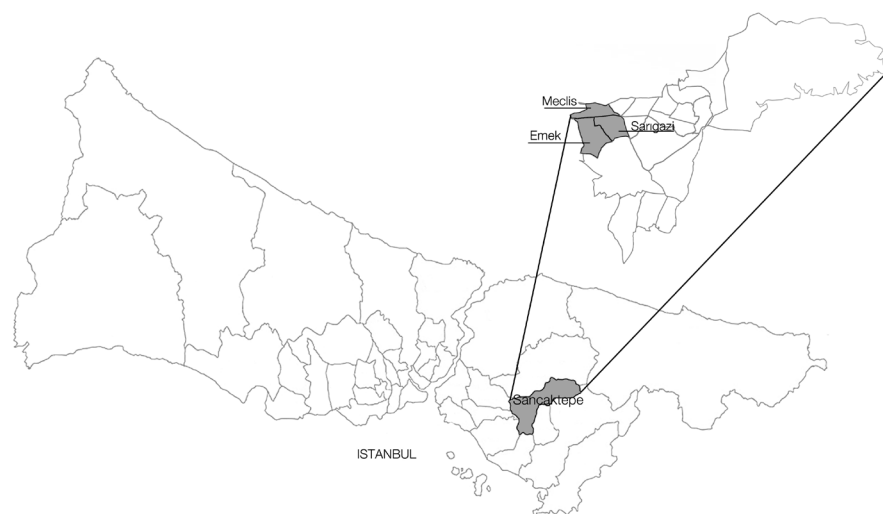 Meclis
Sarıgazi
Emek
Sancaktepe
ISTANBUL